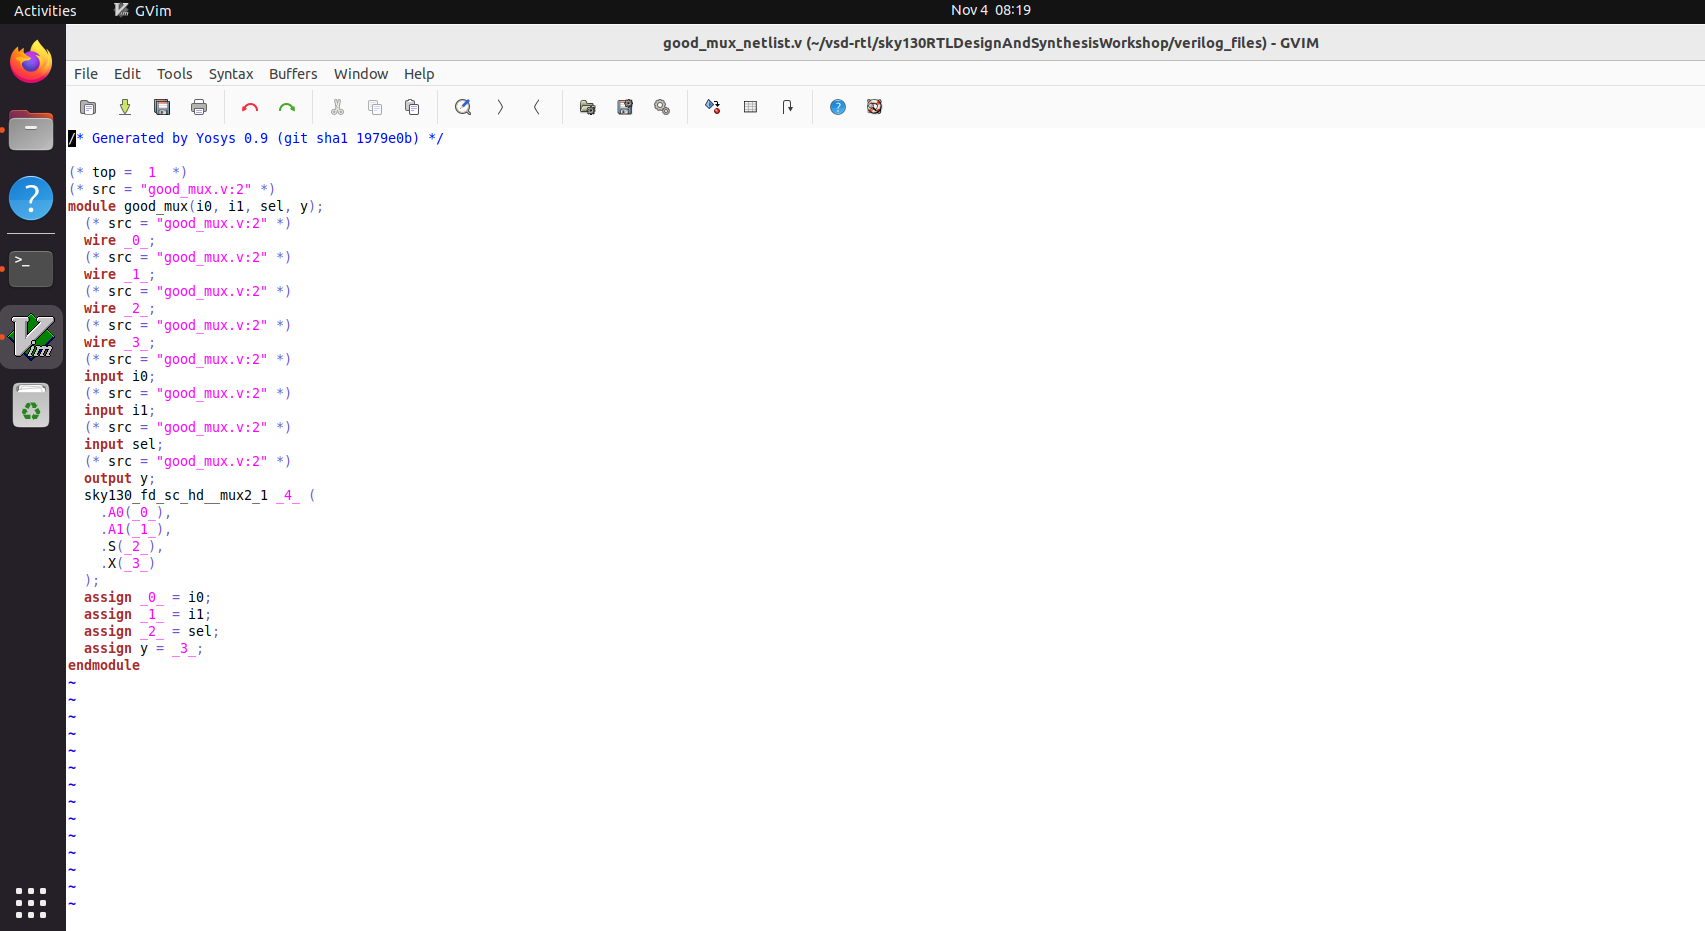 Activities GVim Nov 4 08:19
good_mux_netlist.v (~/vsd-rtl/sky130RTLDesignAndSynthesisWorkshop/verilog_files) - GVIM
File Edit Tools Syntax Buffers Window Help
/* Generated by Yosys 0.9 (git sha1 1979e0b) */
(* top =  1  *)
(* src = "good_mux.v:2" *)
module good_mux(i0, i1, sel, y);
  (* src = "good_mux.v:2" *)
  wire _0_;
  (* src = "good_mux.v:2" *)
  wire _1_;
  (* src = "good_mux.v:2" *)
  wire _2_;
  (* src = "good_mux.v:2" *)
  wire _3_;
  (* src = "good_mux.v:2" *)
  input i0;
  (* src = "good_mux.v:2" *)
  input i1;
  (* src = "good_mux.v:2" *)
  input sel;
  (* src = "good_mux.v:2" *)
  output y;
  sky130_fd_sc_hd__mux2_1 _4_ (
    .A0(_0_),
    .A1(_1_),
    .S(_2_),
    .X(_3_)
  );
  assign _0_ = i0;
  assign _1_ = i1;
  assign _2_ = sel;
  assign y = _3_;
endmodule
~
~
~
~
~
~
~
~
~
~
~
~
~
~